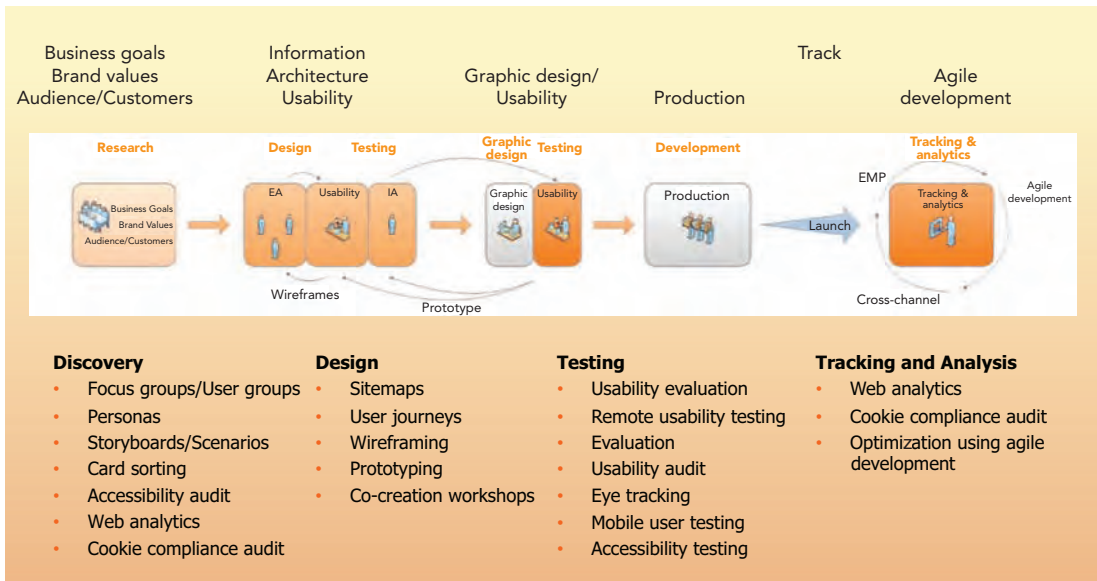 Business goals
Brand values
Audience/Customers
Information
Architecture
Usability
Graphic design/
Usability
Production
Track
Agile
development
Research
Design
Testing
Graphic
design
Testing
Development
Tracking &
analytics
Business Goals
Brand Values
Audience/Customers
EA
Usability
IA
Wireframes
Prototype
Graphic
design
Usability
Production
Launch
EMP
Tracking &
analytics
Agile
development
Cross-channel
Discovery
• Focus groups/User groups
• Personas
• Storyboards/Scenarios
• Card sorting
• Accessibility audit
• Web analytics
• Cookie compliance audit
Design
• Sitemaps
• User journeys
• Wireframing
• Prototyping
• Co-creation workshops
Testing
• Usability evaluation
• Remote usability testing
• Evaluation
• Usability audit
• Eye tracking
• Mobile user testing
• Accessibility testing
Tracking and Analysis
• Web analytics
• Cookie compliance audit
• Optimization using agile
development